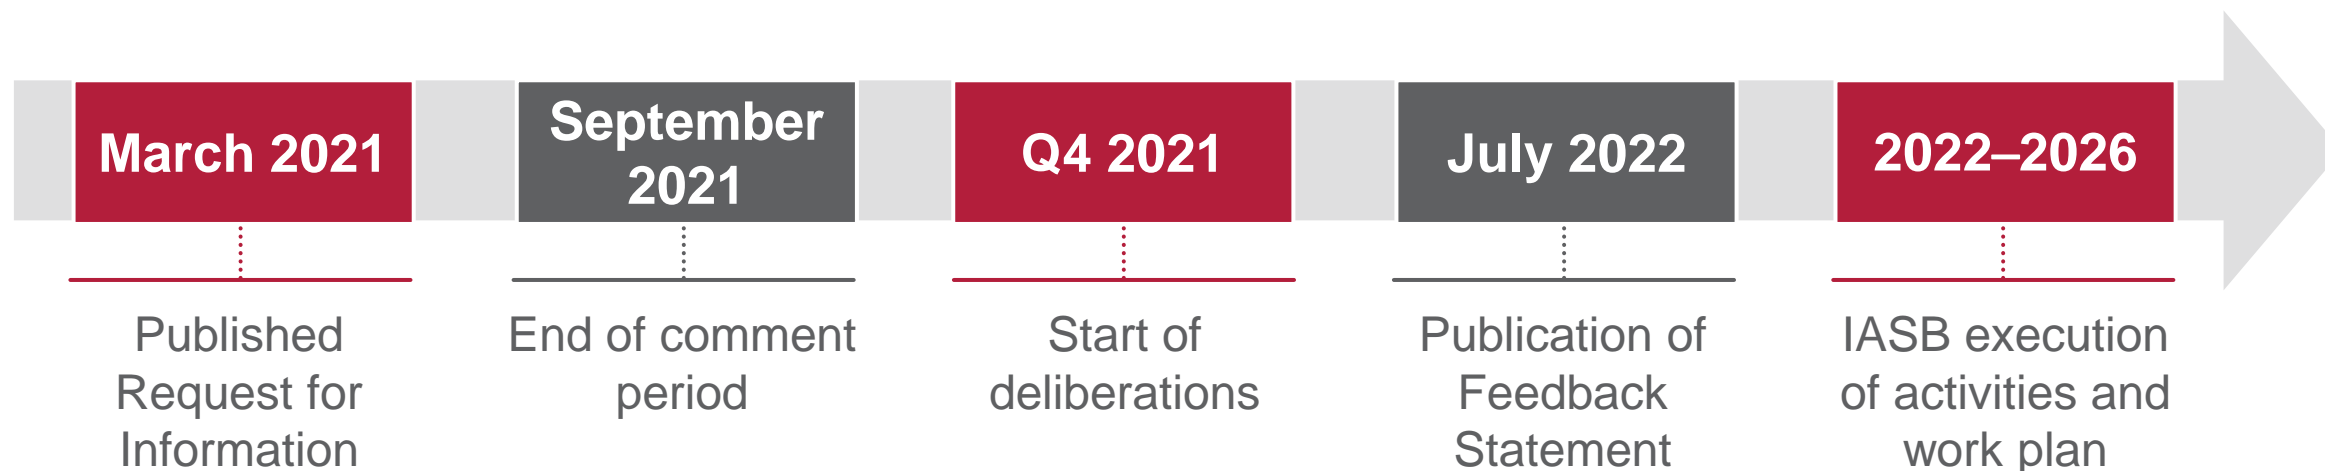 March 2021
September
2021
Q4 2021
July 2022
2022–2026
Published
Request for
Information
End of comment
period
Start of
deliberations
Publication of
Feedback
Statement
IASB execution
of activities and
work plan